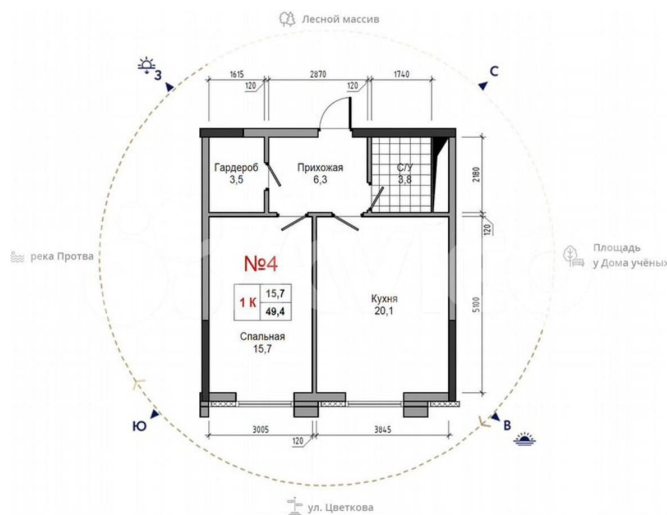 Лесной массив
З
С
1615
2870
1740
120
120
Гардероб
3,5
Прихожая
6,3
С/У
3,8
2180
120
река Протва
Площадь
у Дома учёных
№4
1 К
15,7
49,4
Спальная
15,7
Кухня
20,1
5100
Ю
В
3005
120
3845
ул. Цветкова